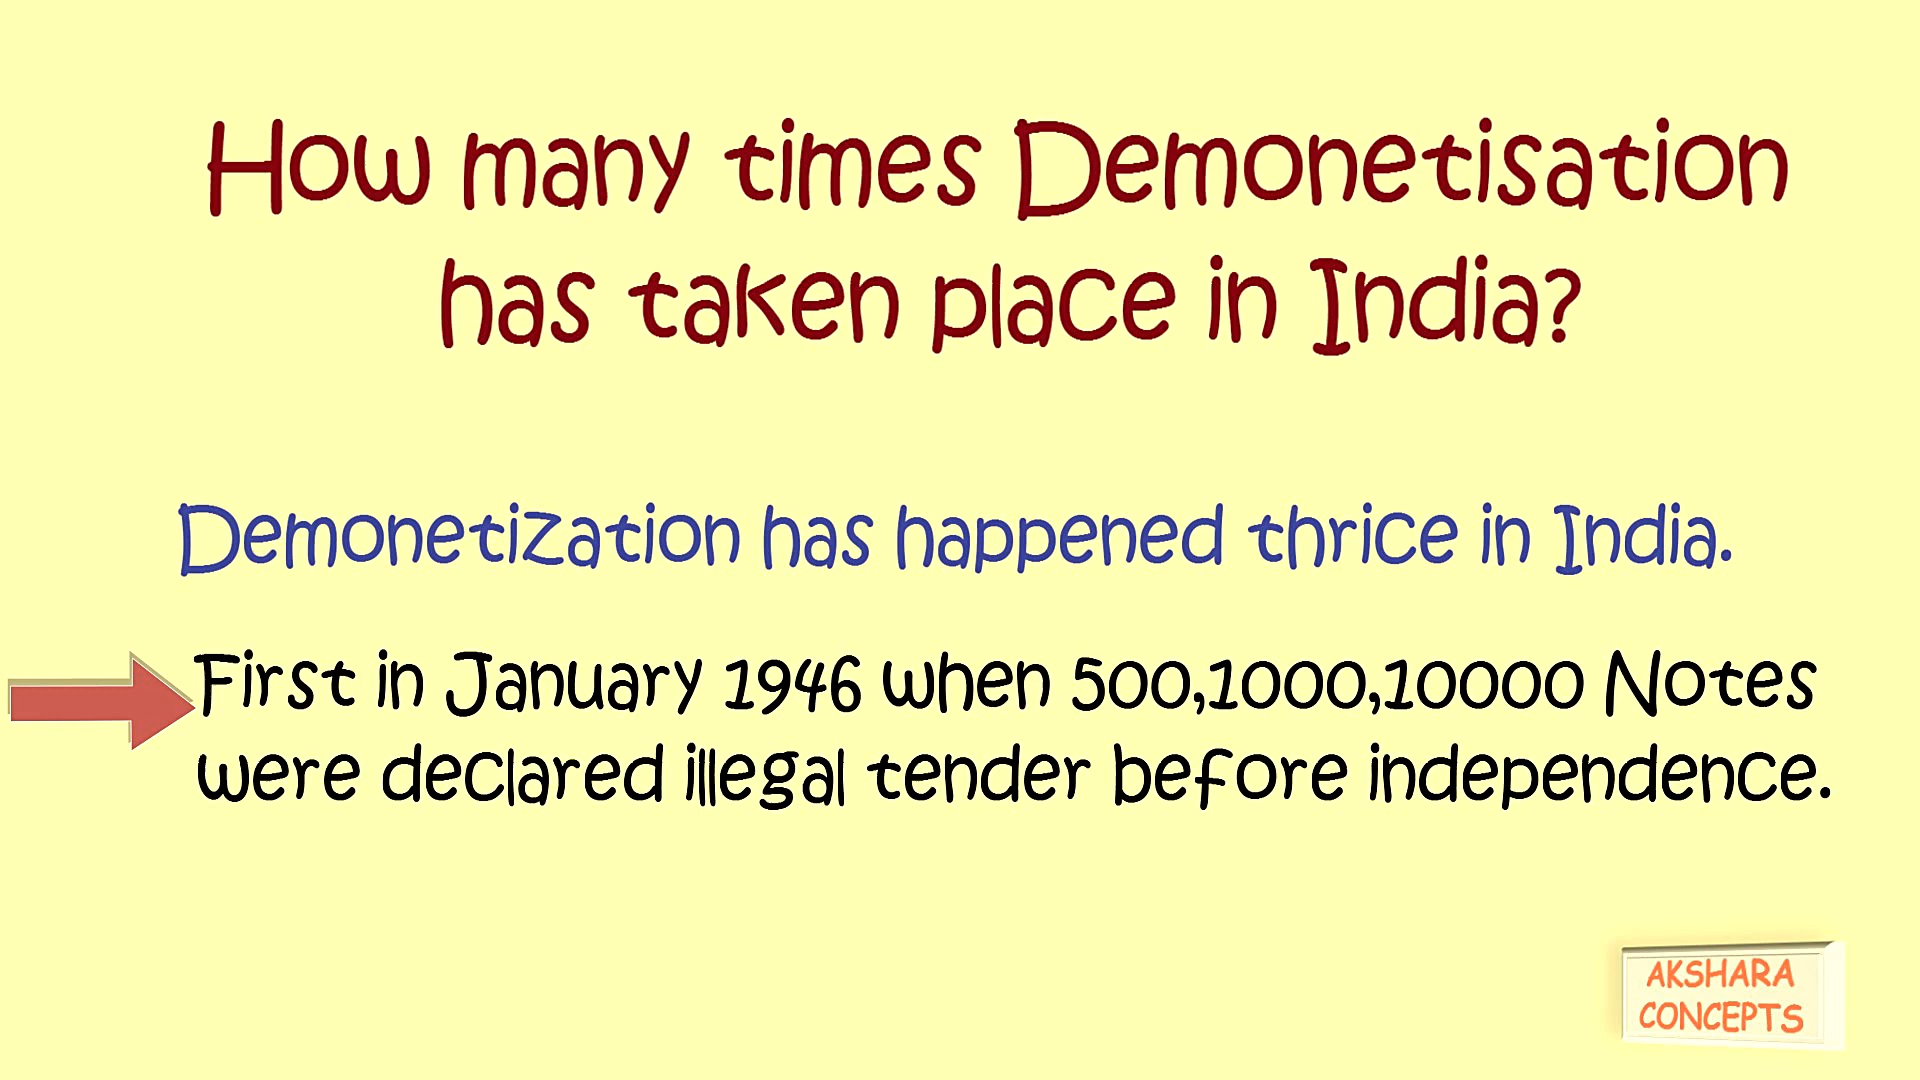 How many times Demonetisation
has taken place in India?
Demonetization has happened thrice in India.
First in January 1946 when 500,1000,10000 Notes
were declared illegal tender before independence.
AKSHARA
CONCEPTS